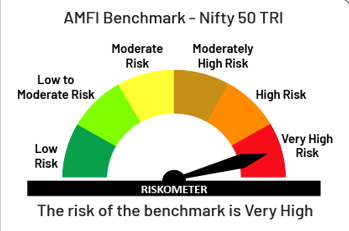 AMFI Benchmark - Nifty 50 TRI
Moderate
Risk
Moderately
High Risk
Low to
Moderate Risk
High Risk
Low
Risk
Very High
Risk
RISKOMETER
The risk of the benchmark is Very High